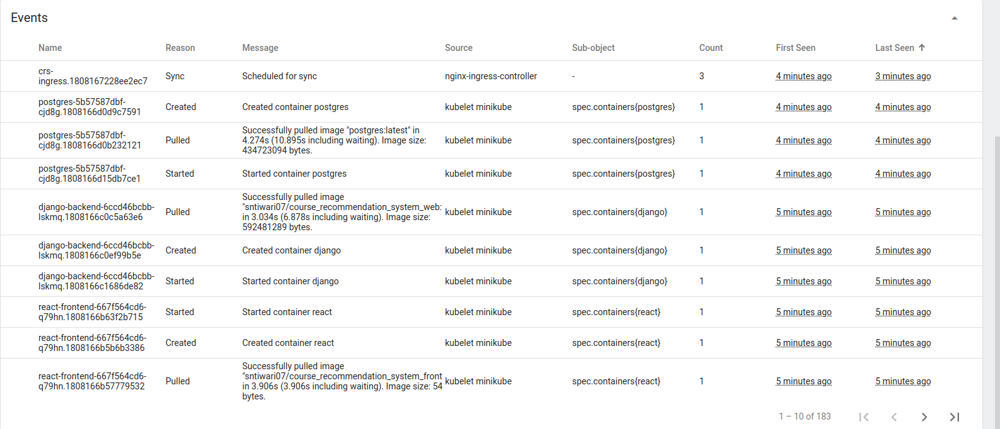 Events
Name Reason Message Source Sub-object Count First Seen Last Seen
crs-
ingress.1808167228ee2ec7 Sync Scheduled for sync nginx-ingress-controller - 3 4 minutes ago 3 minutes ago
postgres-5b57587dbf-
cjd8g.1808166d0d9c7591 Created Created container postgres kubelet minikube spec.containers{postgres} 1 4 minutes ago 4 minutes ago
postgres-5b57587dbf-
cjd8g.1808166d0b232121 Pulled Successfully pulled image "postgres:latest" in
4.274s (10.895s including waiting). Image size:
434723094 bytes. kubelet minikube spec.containers{postgres} 1 4 minutes ago 4 minutes ago
postgres-5b57587dbf-
cjd8g.1808166d15db7ce1 Started Started container postgres kubelet minikube spec.containers{postgres} 1 4 minutes ago 4 minutes ago
django-backend-6ccd46bcbb-
lskmq.1808166c0c5a63e6 Pulled Successfully pulled image
"sntiwari07/course_recommendation_system_web:
in 3.034s (6.878s including waiting). Image size:
592481289 bytes. kubelet minikube spec.containers{django} 1 5 minutes ago 5 minutes ago
django-backend-6ccd46bcbb-
lskmq.1808166c0ef99b5e Created Created container django kubelet minikube spec.containers{django} 1 5 minutes ago 5 minutes ago
django-backend-6ccd46bcbb-
lskmq.1808166c1686de82 Started Started container django kubelet minikube spec.containers{django} 1 5 minutes ago 5 minutes ago
react-frontend-667f564cd6-
q79hn.1808166b63f2b715 Started Started container react kubelet minikube spec.containers{react} 1 5 minutes ago 5 minutes ago
react-frontend-667f564cd6-
q79hn.1808166b5b6b3386 Created Created container react kubelet minikube spec.containers{react} 1 5 minutes ago 5 minutes ago
react-frontend-667f564cd6-
q79hn.1808166b57779532 Pulled Successfully pulled image
"sntiwari07/course_recommendation_system_front
in 3.906s (3.906s including waiting). Image size: 54
bytes. kubelet minikube spec.containers{react} 1 5 minutes ago 5 minutes ago
1 – 10 of 183